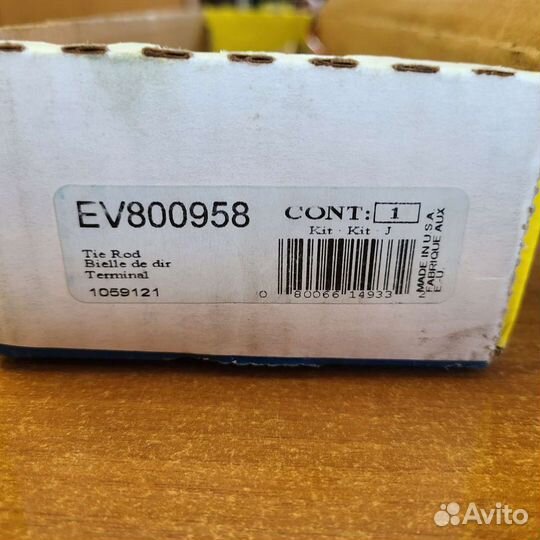 EV800958
CONT: 1
Kit · Kit · J
Tie Rod
Bielle de dir
Terminal
1059121
0 80066 14933
MADE IN U.S.A.
FABRIQUE AUX
E.-U.
Avito